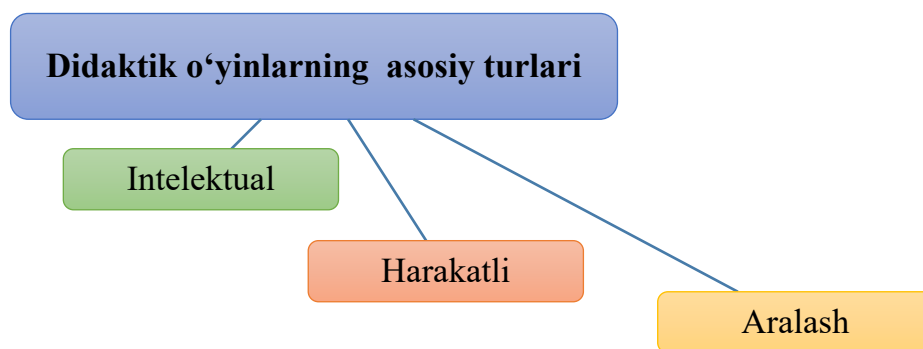 Didaktik o‘yinlarning  asosiy turlari
Intelektual
Harakatli
Aralash